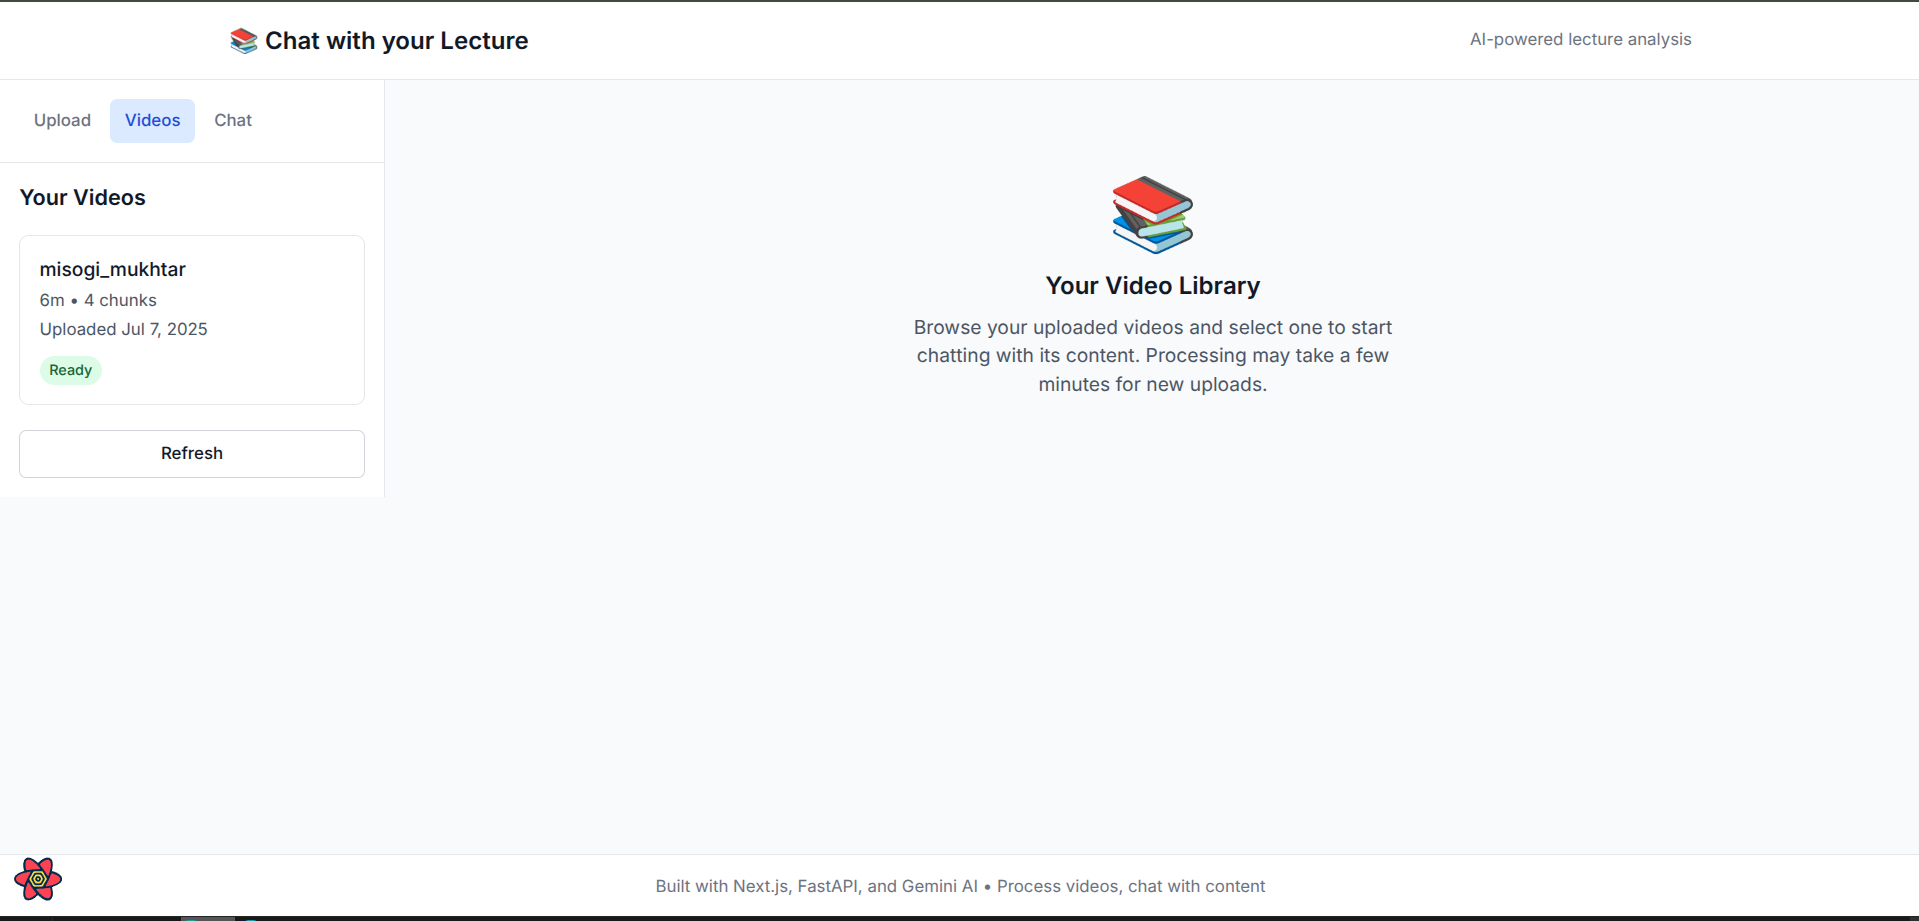 Chat with your Lecture
AI-powered lecture analysis
Upload
Videos
Chat
Your Videos
misogi_mukhtar
6m • 4 chunks
Uploaded Jul 7, 2025
Ready
Refresh
Your Video Library
Browse your uploaded videos and select one to start
chatting with its content. Processing may take a few
minutes for new uploads.
Built with Next.js, FastAPI, and Gemini AI • Process videos, chat with content